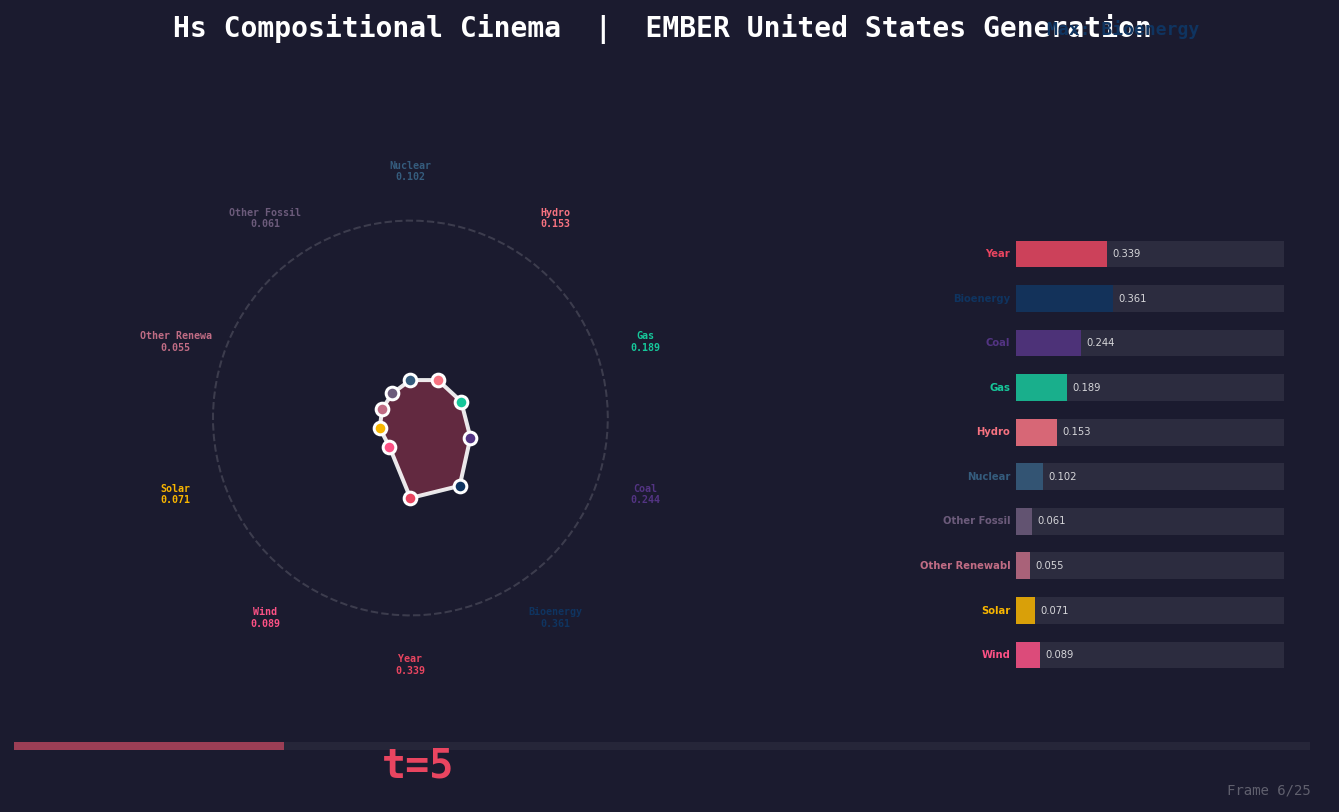 Hs Compositional Cinema | EMBER United States Generation
Bioenergy
Nuclear
0.102
Other Fossil
0.061
Hydro
0.153
Other Renewa
0.055
Gas
0.189
Solar
0.071
Coal
0.244
Wind
0.089
Bioenergy
0.361
Year
0.339
Year 0.339
Bioenergy 0.361
Coal 0.244
Gas 0.189
Hydro 0.153
Nuclear 0.102
Other Fossil 0.061
Other Renewabl 0.055
Solar 0.071
Wind 0.089
t=5
Frame 6/25